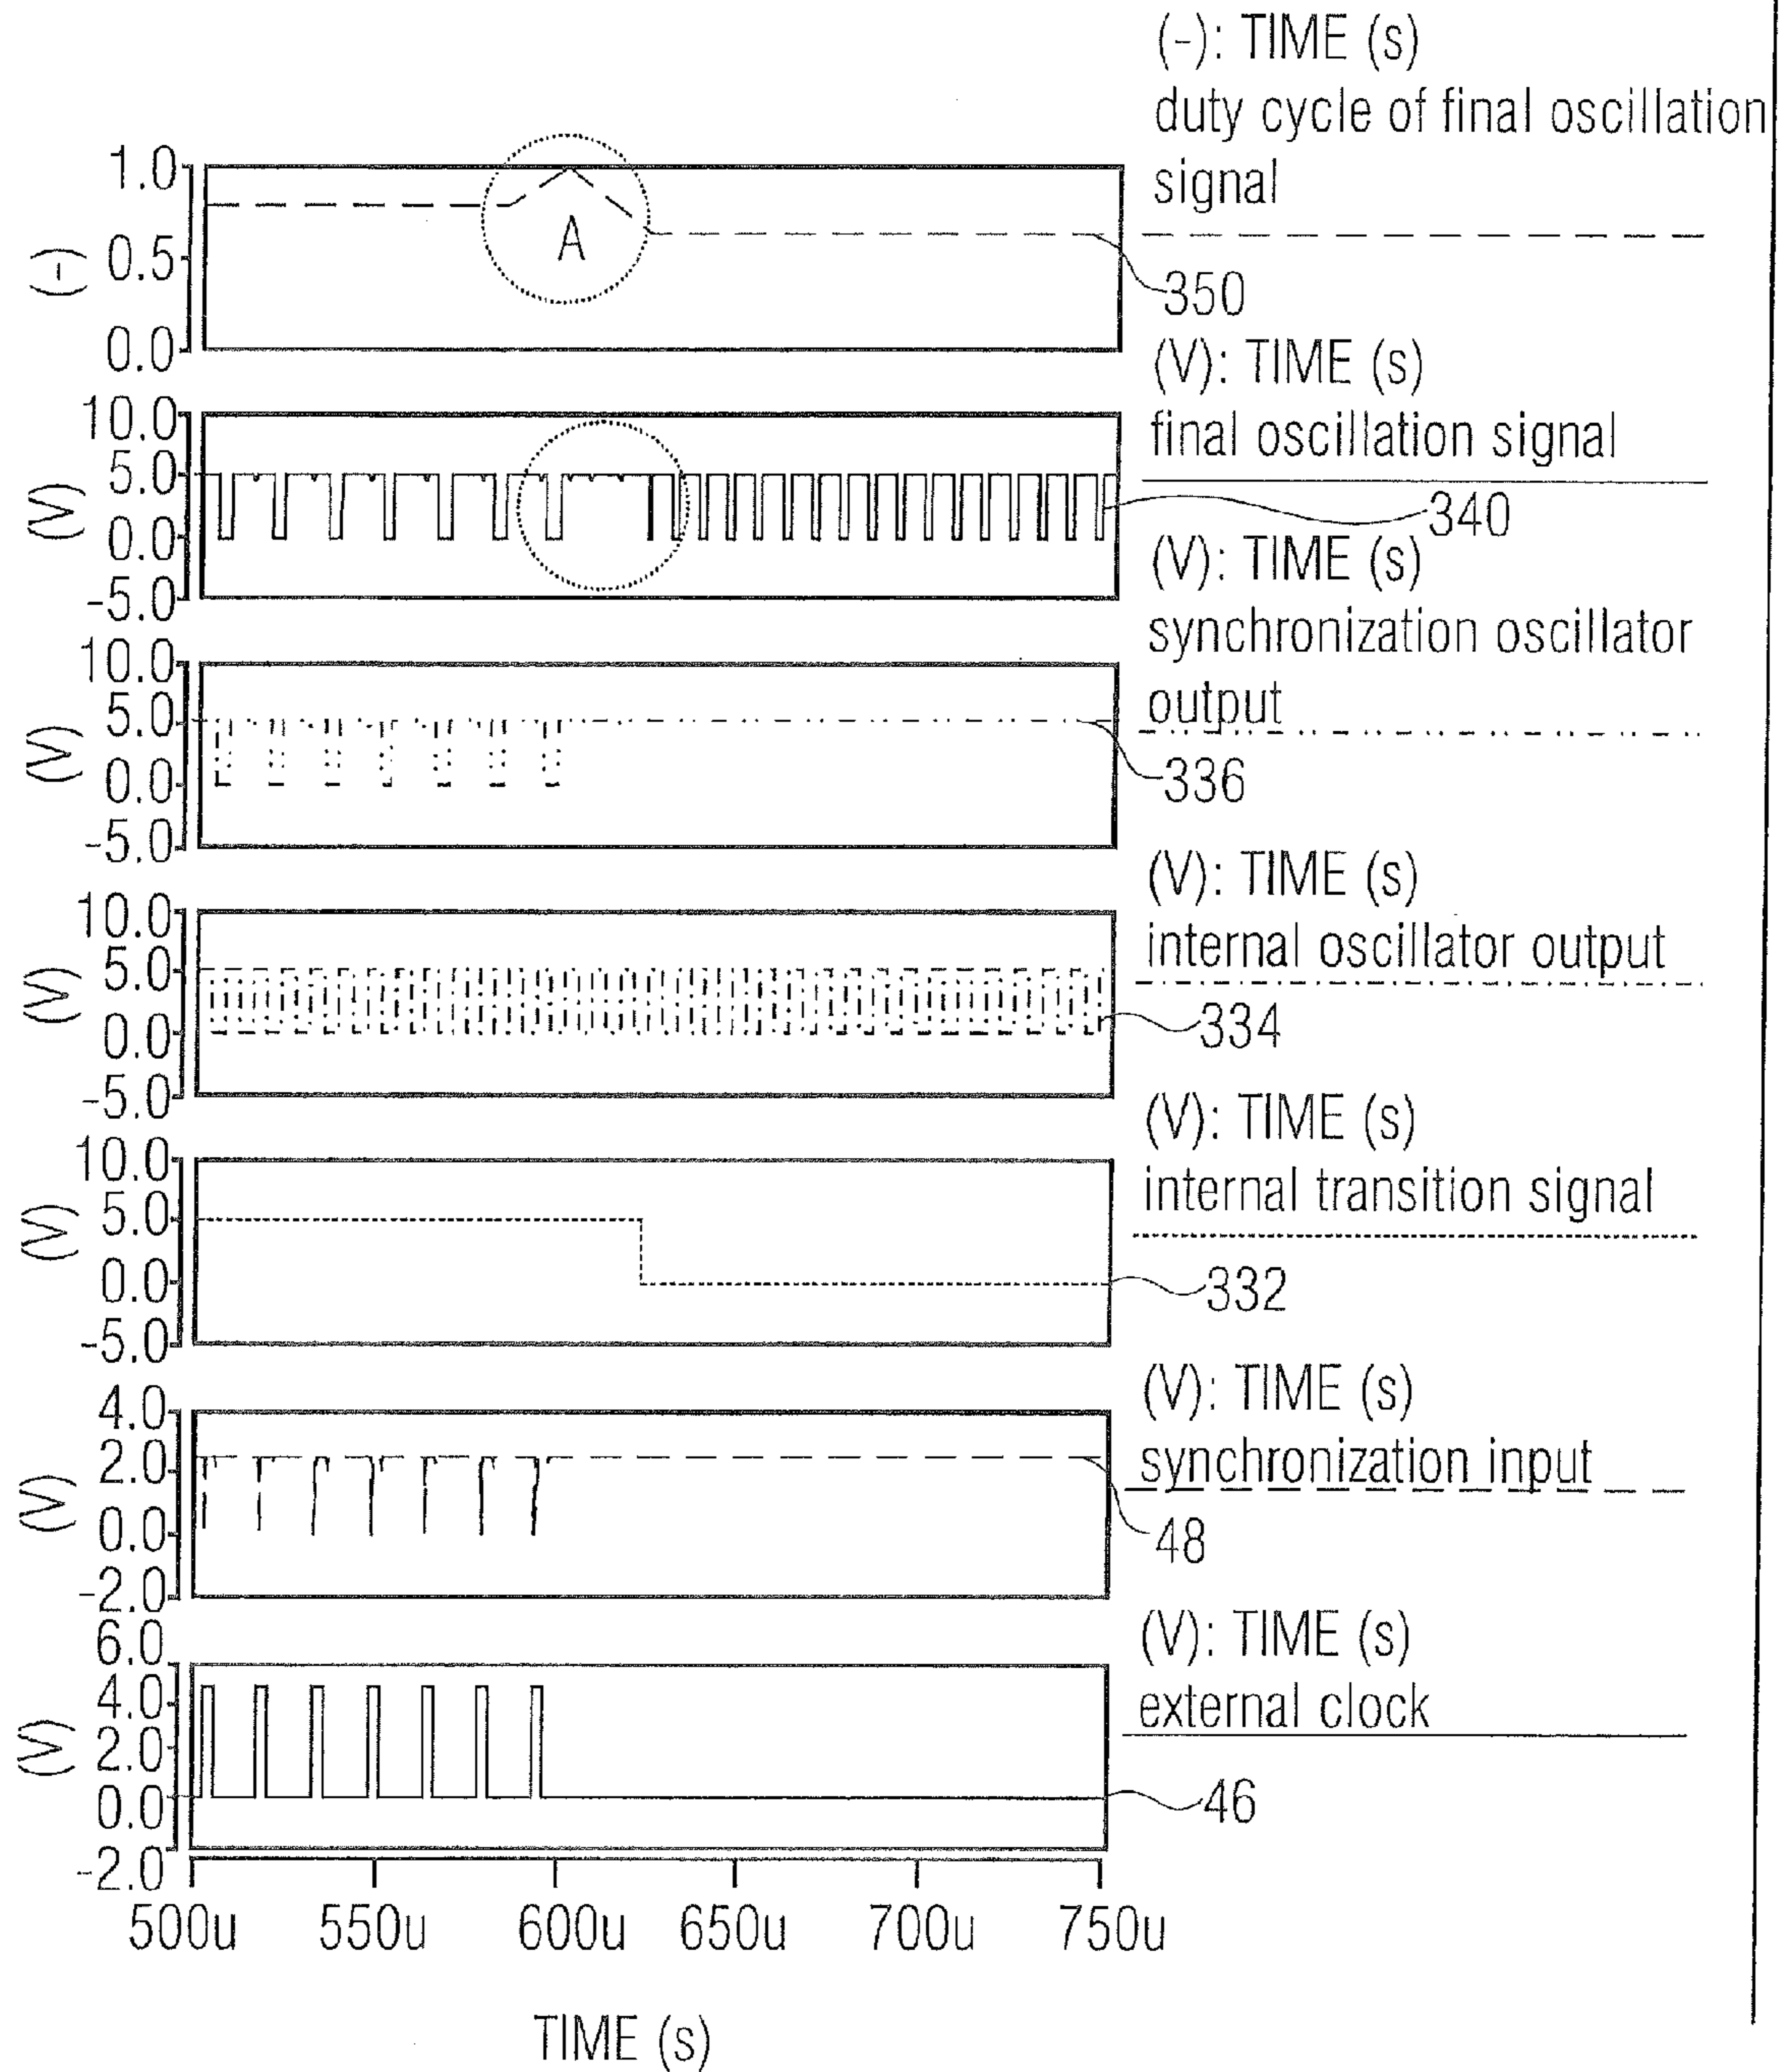 (-): TIME (s)
duty cycle of final oscillation
signal
1.0
0.5
0.0
(-)
A
350
(V): TIME (s)
final oscillation signal
10.0
5.0
0.0
-5.0
(V)
340
(V): TIME (s)
synchronization oscillator
output
10.0
5.0
0.0
-5.0
(V)
336
(V): TIME (s)
internal oscillator output
10.0
5.0
0.0
-5.0
(V)
334
(V): TIME (s)
internal transition signal
10.0
5.0
0.0
-5.0
(V)
332
(V): TIME (s)
synchronization input
4.0
2.0
0.0
-2.0
(V)
48
(V): TIME (s)
external clock
6.0
4.0
2.0
0.0
-2.0
(V)
46
500u 550u 600u 650u 700u 750u
TIME (s)